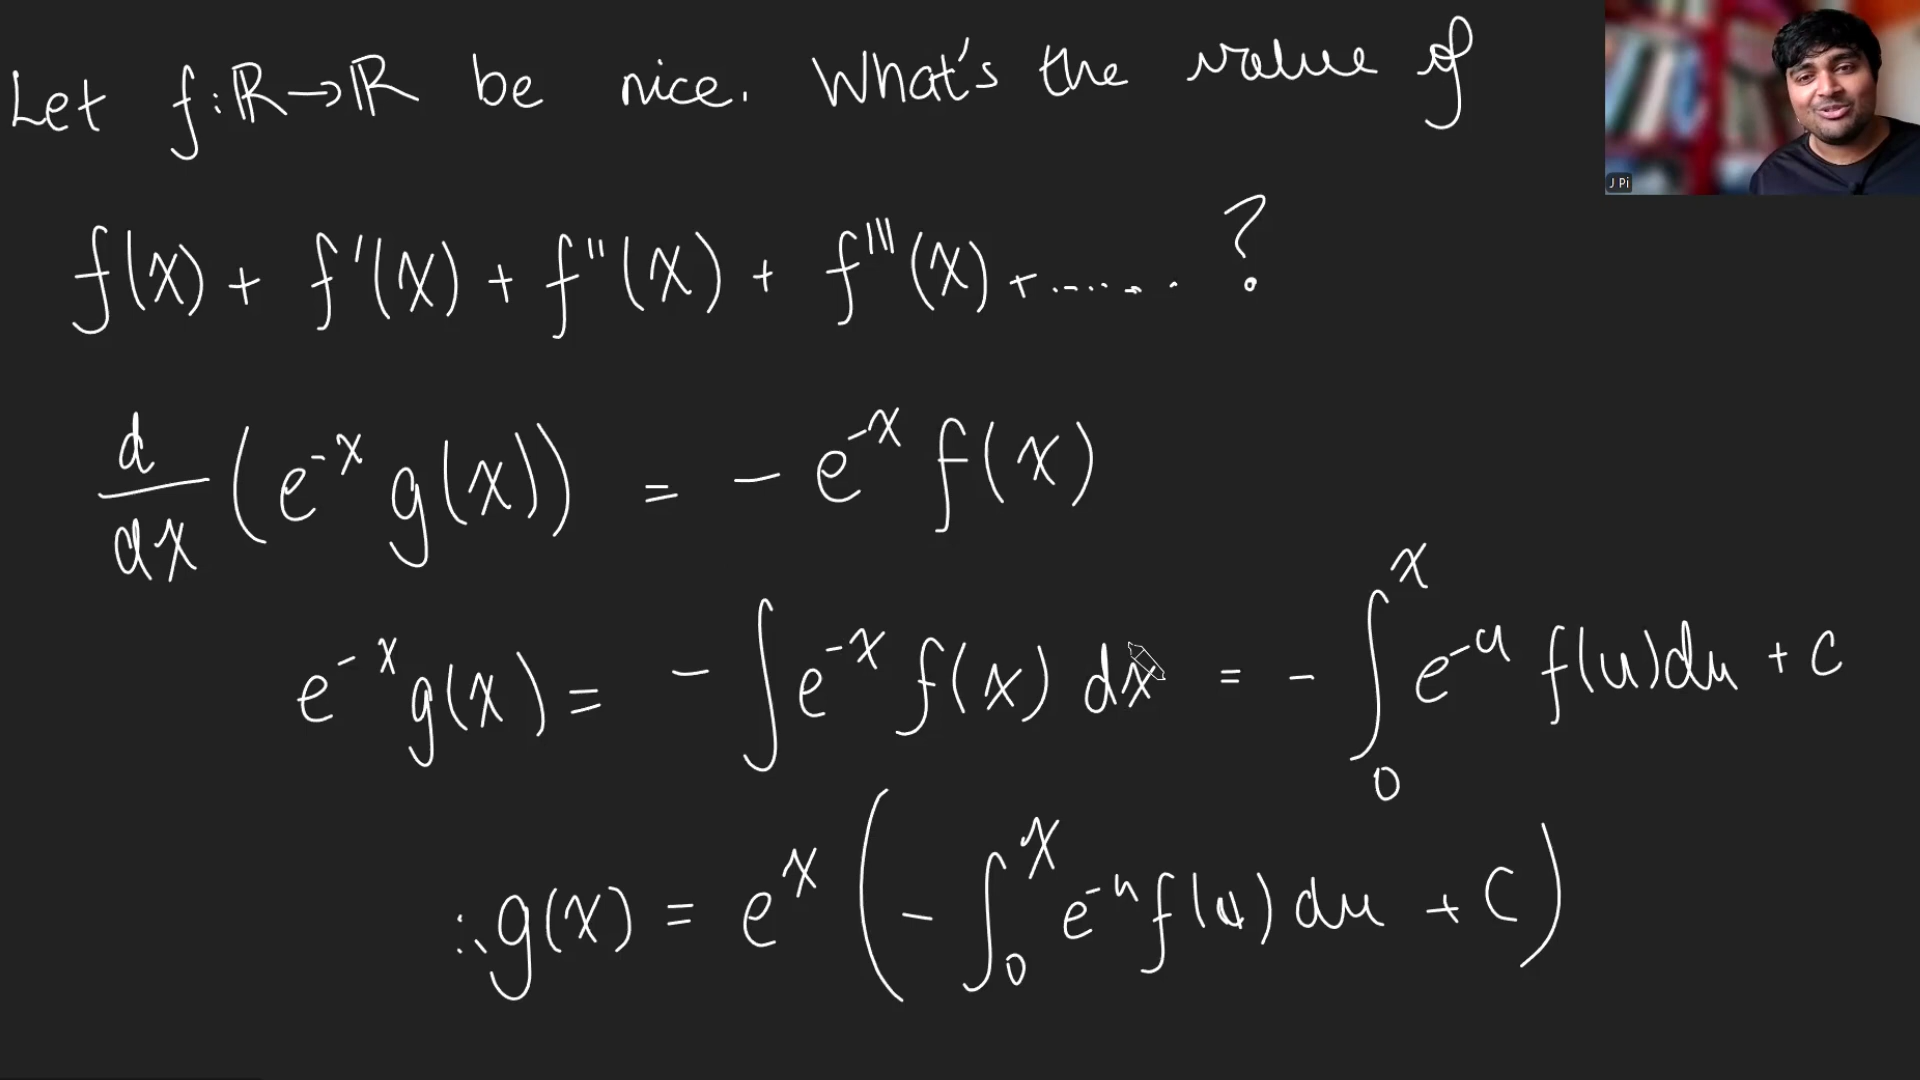 Let f:ℝ→ℝ be nice. What's the value of
J Pi
f(x) + f'(x) + f''(x) + f'''(x) + ....... ?
d/dx (e^{-x} g(x)) = - e^{-x} f(x)
e^{-x} g(x) = - ∫ e^{-x} f(x) dx = - ∫_0^x e^{-u} f(u) du + C
∴ g(x) = e^x ( - ∫_0^x e^{-u} f(u) du + C )